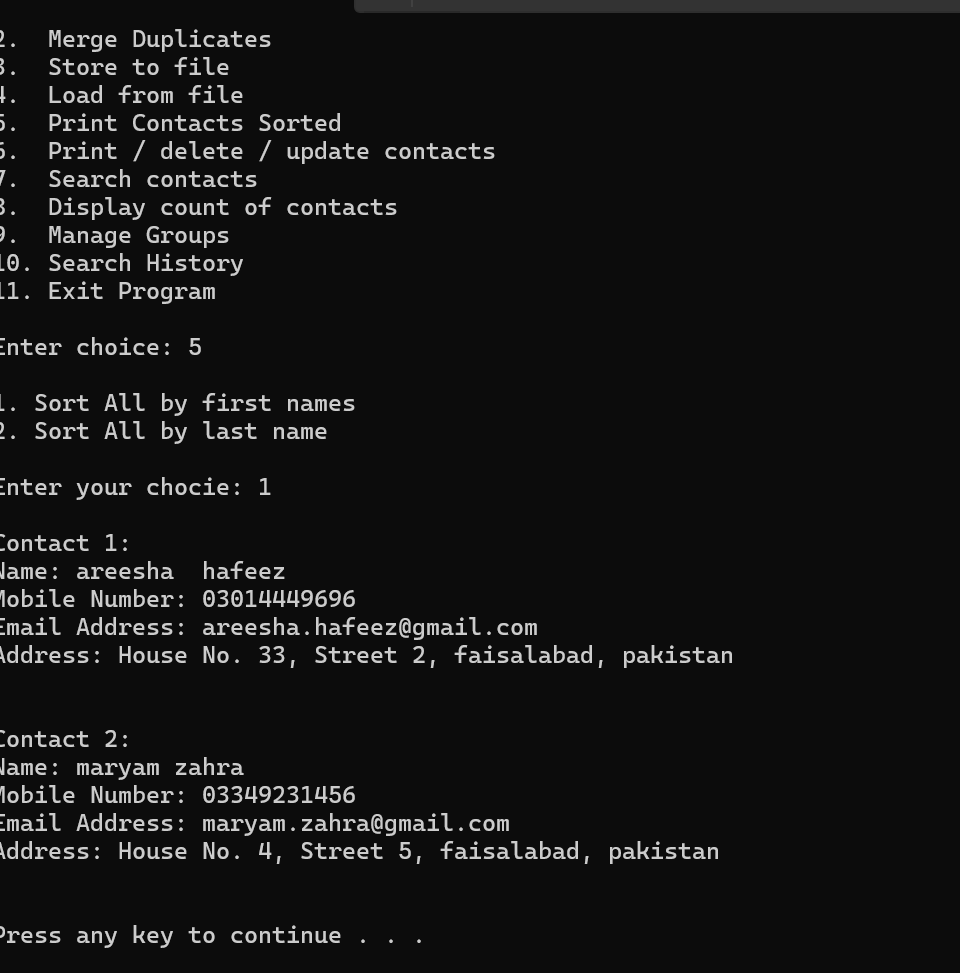 2.  Merge Duplicates
3.  Store to file
4.  Load from file
5.  Print Contacts Sorted
6.  Print / delete / update contacts
7.  Search contacts
8.  Display count of contacts
9.  Manage Groups
10. Search History
11. Exit Program
Enter choice: 5
1. Sort All by first names
2. Sort All by last name
Enter your chocie: 1
Contact 1:
Name: areesha  hafeez
Mobile Number: 03014449696
Email Address: areesha.hafeez@gmail.com
Address: House No. 33, Street 2, faisalabad, pakistan
Contact 2:
Name: maryam zahra
Mobile Number: 03349231456
Email Address: maryam.zahra@gmail.com
Address: House No. 4, Street 5, faisalabad, pakistan
Press any key to continue . . .